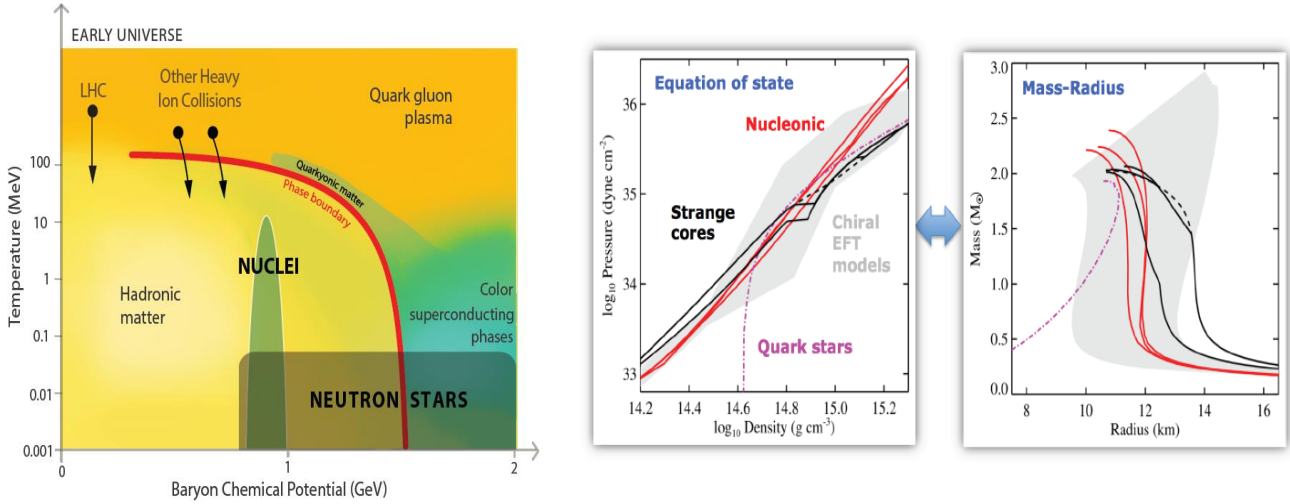 EARLY UNIVERSE
LHC
Other Heavy
Ion Collisions
Quark gluon
plasma
Quarkyonic matter
Phase boundary
NUCLEI
Hadronic
matter
Color
superconducting
phases
NEUTRON STARS
Temperature (MeV)
100
10
1
0.1
0.01
0.001
0
1
2
Baryon Chemical Potential (GeV)
Equation of state
Nucleonic
Strange
cores
Chiral
EFT
models
Quark stars
log₁₀ Pressure (dyne cm⁻²)
36
35
34
33
14.2 14.4 14.6 14.8 15.0 15.2
log₁₀ Density (g cm⁻³)
Mass-Radius
Mass (M☉)
3.0
2.5
2.0
1.5
1.0
0.5
0.0
8 10 12 14 16
Radius (km)